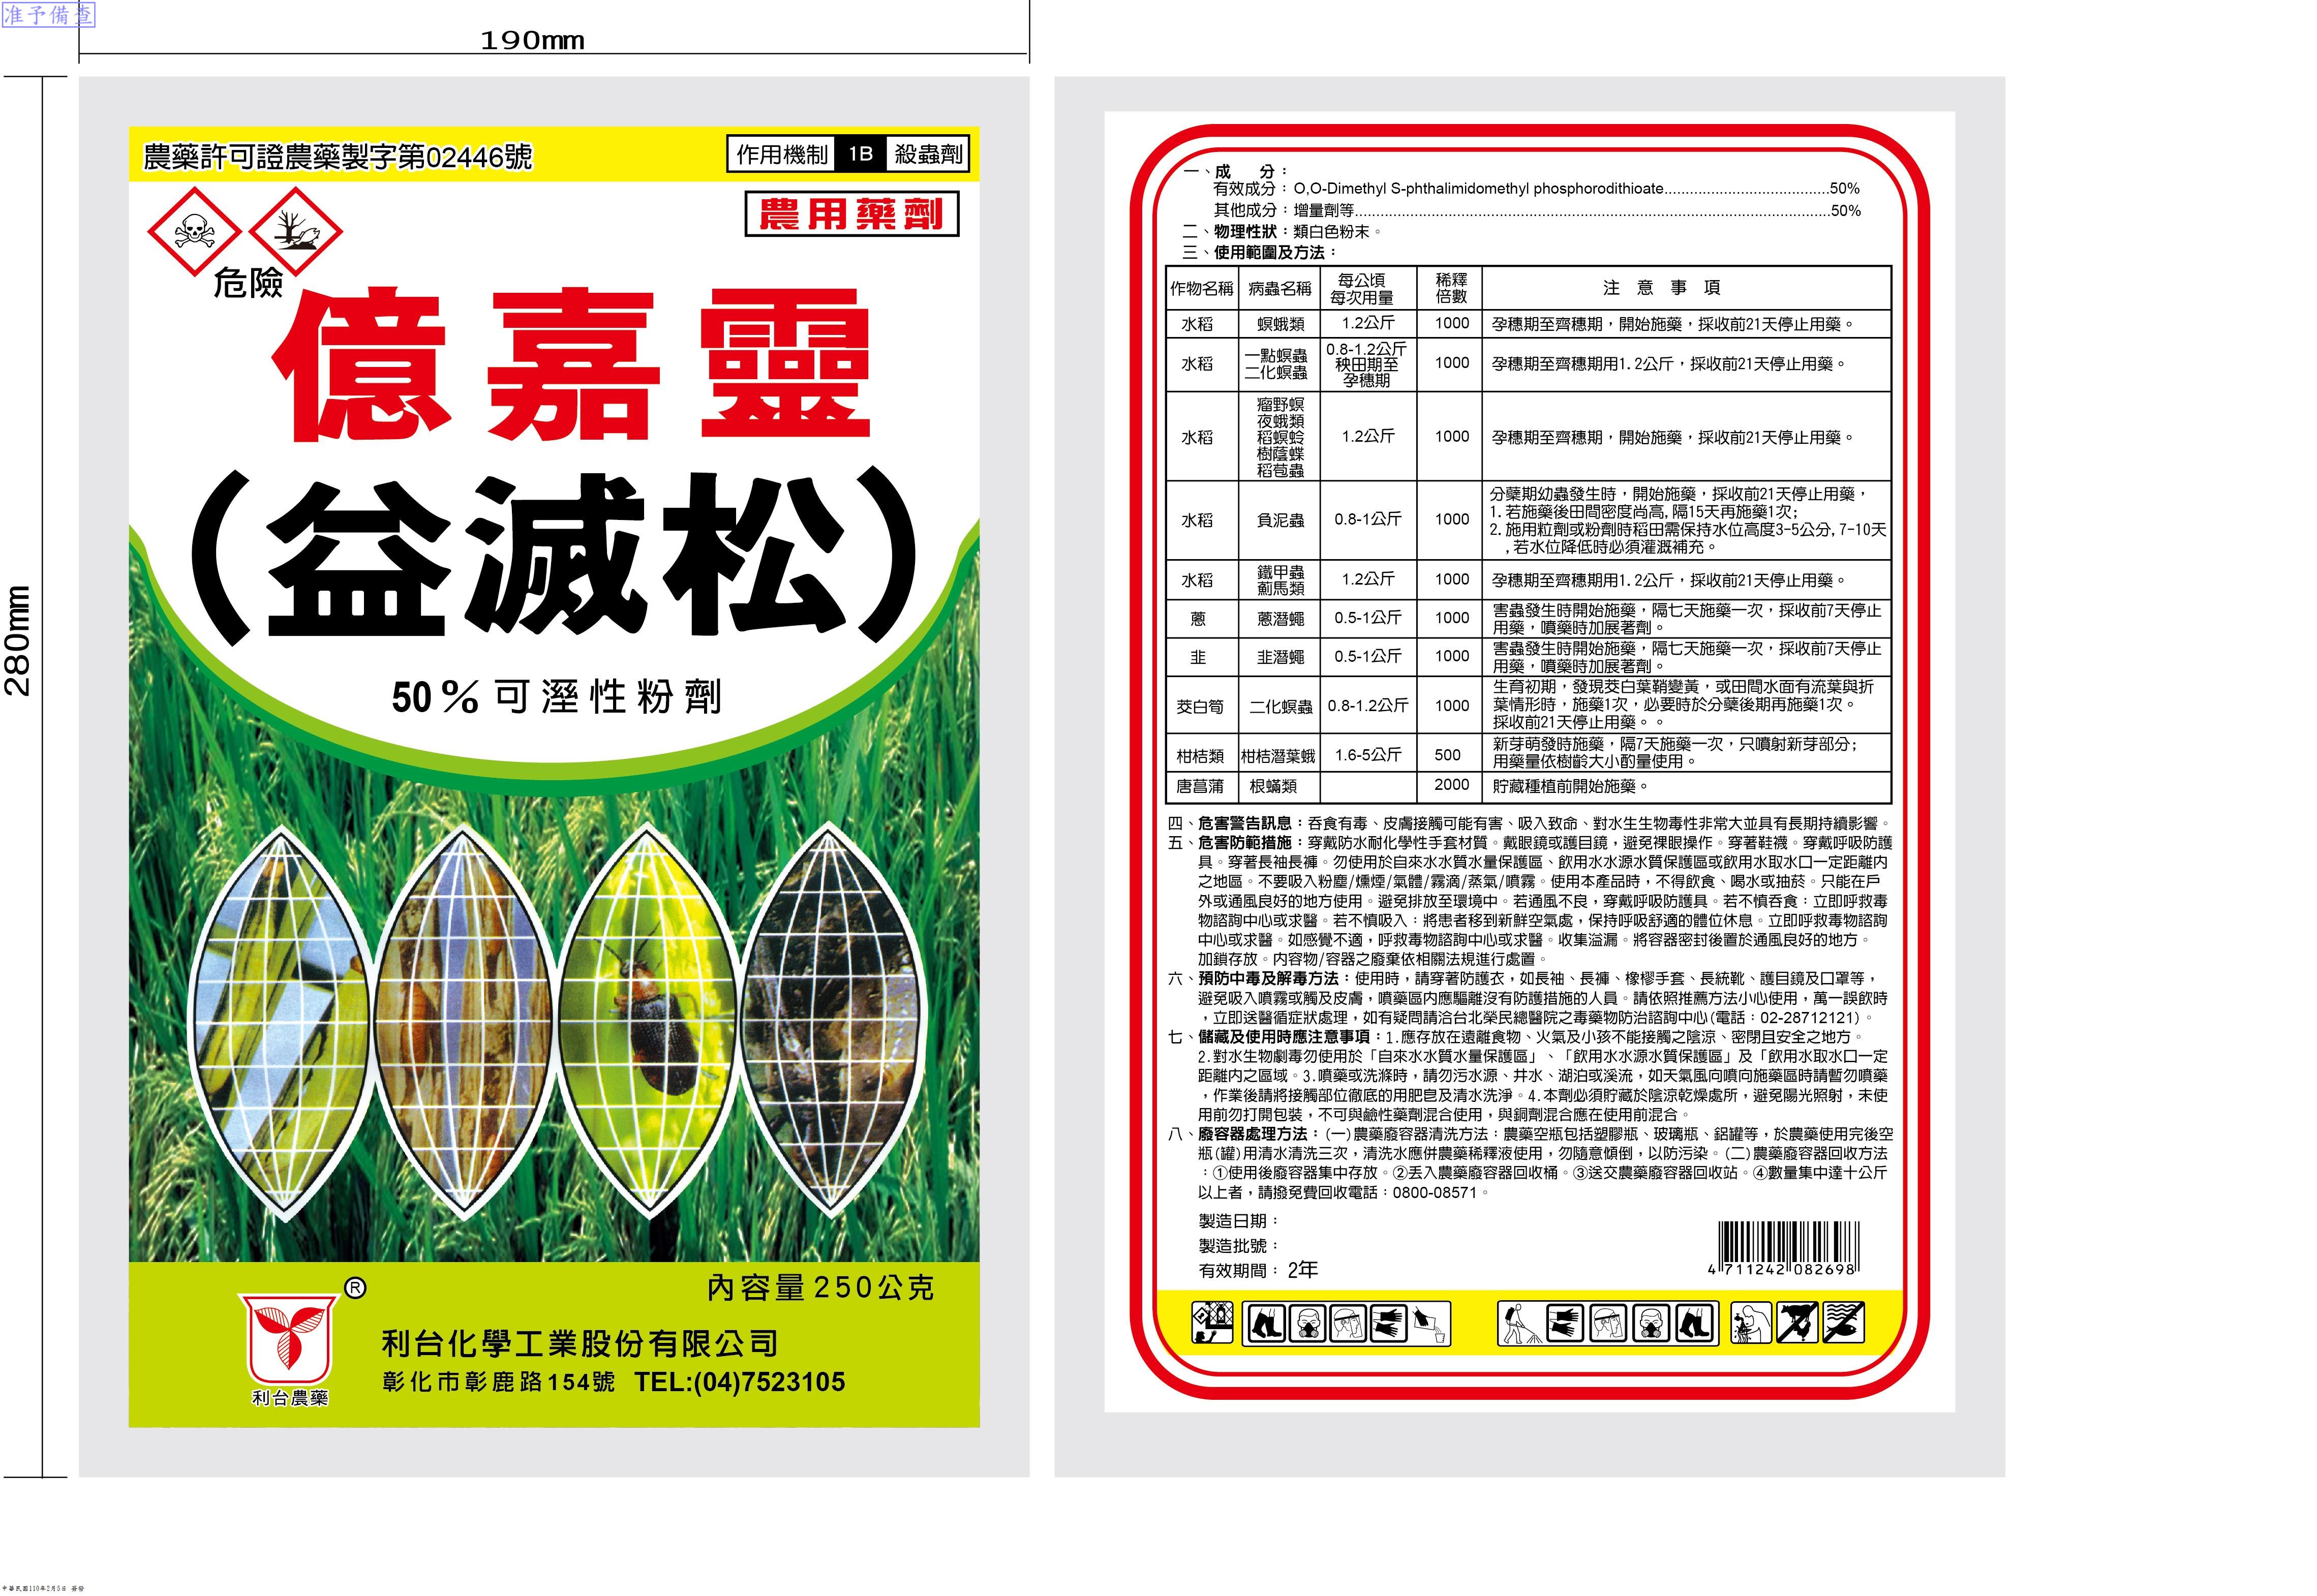 准予備查
190mm
280mm
農藥許可證農藥製字第02446號
作用機制 1B 殺蟲劑
農用藥劑
危險
億嘉靈
(益滅松)
50%可溼性粉劑
內容量250公克
®
利台農藥
利台化學工業股份有限公司
彰化市彰鹿路154號 TEL:(04)7523105
一、成 分：
有效成分：O,O-Dimethyl S-phthalimidomethyl phosphorodithioate....................................50%
其他成分：增量劑等........................................................................................................50%
二、物理性狀：類白色粉末。
三、使用範圍及方法：
作物名稱 病蟲名稱 每公頃每次用量 稀釋倍數 注 意 事 項
水稻 螟蛾類 1.2公斤 1000 孕穗期至齊穗期，開始施藥，採收前21天停止用藥。
水稻 一點螟蟲 二化螟蟲 0.8-1.2公斤 秧田期至孕穗期 1000 孕穗期至齊穗期用1.2公斤，採收前21天停止用藥。
水稻 瘤野螟 夜蛾類 稻螟蛉 樹蔭蝶 稻苞蟲 1.2公斤 1000 孕穗期至齊穗期，開始施藥，採收前21天停止用藥。
水稻 負泥蟲 0.8-1公斤 1000 分蘗期幼蟲發生時，開始施藥，採收前21天停止用藥，
1.若施藥後田間密度尚高,隔15天再施藥1次;
2.施用粒劑或粉劑時稻田需保持水位高度3-5公分,7-10天
,若水位降低時必須灌溉補充。
水稻 鐵甲蟲 薊馬類 1.2公斤 1000 孕穗期至齊穗期用1.2公斤，採收前21天停止用藥。
蔥 蔥潛蠅 0.5-1公斤 1000 害蟲發生時開始施藥，隔七天施藥一次，採收前7天停止
用藥，噴藥時加展著劑。
韭 韭潛蠅 0.5-1公斤 1000 害蟲發生時開始施藥，隔七天施藥一次，採收前7天停止
用藥，噴藥時加展著劑。
茭白筍 二化螟蟲 0.8-1.2公斤 1000 生育初期，發現茭白葉鞘變黃，或田間水面有流葉與折
葉情形時，施藥1次，必要時於分蘗後期再施藥1次。
採收前21天停止用藥。。
柑桔類 柑桔潛葉蛾 1.6-5公斤 500 新芽萌發時施藥，隔7天施藥一次，只噴射新芽部分;
用藥量依樹齡大小酌量使用。
唐菖蒲 根蟎類 2000 貯藏種植前開始施藥。
四、危害警告訊息：吞食有毒、皮膚接觸可能有害、吸入致命、對水生生物毒性非常大並具有長期持續影響。
五、危害防範措施：穿戴防水耐化學性手套材質。戴眼鏡或護目鏡，避免裸眼操作。穿著鞋襪。穿戴呼吸防護
具。穿著長袖長褲。勿使用於自來水水質水量保護區、飲用水水源水質保護區或飲用水取水口一定距離內
之地區。不要吸入粉塵/燻煙/氣體/霧滴/蒸氣/噴霧。使用本產品時，不得飲食、喝水或抽菸。只能在戶
外或通風良好的地方使用。避免排放至環境中。若通風不良，穿戴呼吸防護具。若不慎吞食：立即呼救毒
物諮詢中心或求醫。若不慎吸入：將患者移到新鮮空氣處，保持呼吸舒適的體位休息。立即呼救毒物諮詢
中心或求醫。如感覺不適，呼救毒物諮詢中心或求醫。收集溢漏。將容器密封後置於通風良好的地方。
加鎖存放。內容物/容器之廢棄依相關法規進行處置。
六、預防中毒及解毒方法：使用時，請穿著防護衣，如長袖、長褲、橡膠手套、長統靴、護目鏡及口罩等，
避免吸入噴霧或觸及皮膚，噴藥區內應驅離沒有防護措施的人員。請依照推薦方法小心使用，萬一誤飲時
，立即送醫循症狀處理，如有疑問請洽台北榮民總醫院之毒藥物防治諮詢中心(電話：02-28712121)。
七、儲藏及使用時應注意事項：1.應存放在遠離食物、火氣及小孩不能接觸之陰涼、密閉且安全之地方。
2.對水生物劇毒勿使用於「自來水水質水量保護區」、「飲用水水源水質保護區」及「飲用水取水口一定
距離內之區域。3.噴藥或洗滌時，請勿污水源、井水、湖泊或溪流，如天氣風向噴向施藥區時請暫勿噴藥
，作業後請將接觸部位徹底的用肥皂及清水洗淨。4.本劑必須貯藏於陰涼乾燥處所，避免陽光照射，未使
用前勿打開包裝，不可與鹼性藥劑混合使用，與銅劑混合應在使用前混合。
八、廢容器處理方法：(一)農藥廢容器清洗方法：農藥空瓶包括塑膠瓶、玻璃瓶、鋁罐等，於農藥使用完後空
瓶(罐)用清水清洗三次，清洗水應併農藥稀釋液使用，勿隨意傾倒，以防污染。(二)農藥廢容器回收方法
：①使用後廢容器集中存放。②丟入農藥廢容器回收桶。③送交農藥廢容器回收站。④數量集中達十公斤
以上者，請撥免費回收電話：0800-08571。
製造日期：
製造批號：
有效期間：2年
4 711242 082698
中華民國110年2月5日 簽發